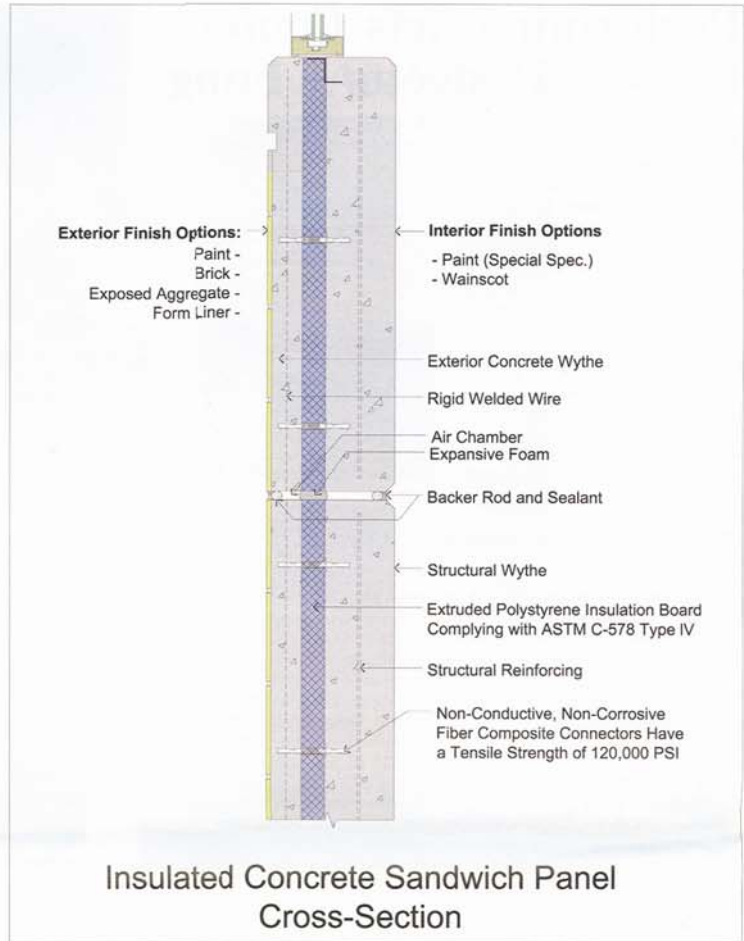 Exterior Finish Options:
Paint -
Brick -
Exposed Aggregate -
Form Liner -
Interior Finish Options
- Paint (Special Spec.)
- Wainscot
Exterior Concrete Wythe
Rigid Welded Wire
Air Chamber
Expansive Foam
Backer Rod and Sealant
Structural Wythe
Extruded Polystyrene Insulation Board
Complying with ASTM C-578 Type IV
Structural Reinforcing
Non-Conductive, Non-Corrosive
Fiber Composite Connectors Have
a Tensile Strength of 120,000 PSI
Insulated Concrete Sandwich Panel
Cross-Section